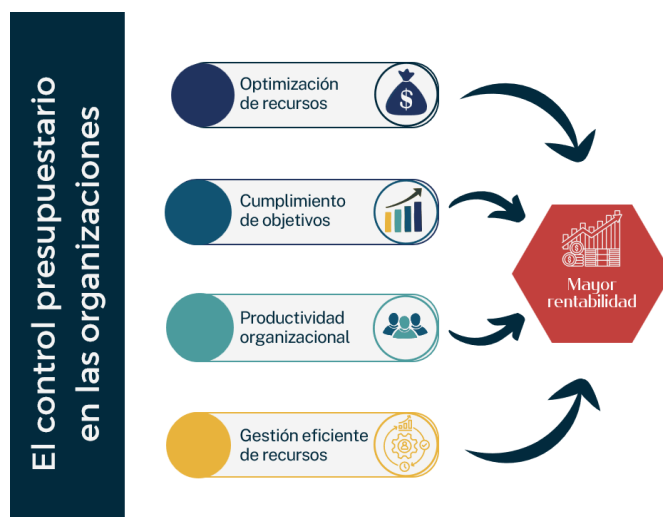 El control presupuestario
en las organizaciones
Optimización
de recursos
$
Cumplimiento
de objetivos
Productividad
organizacional
Gestión eficiente
de recursos
Mayor
rentabilidad